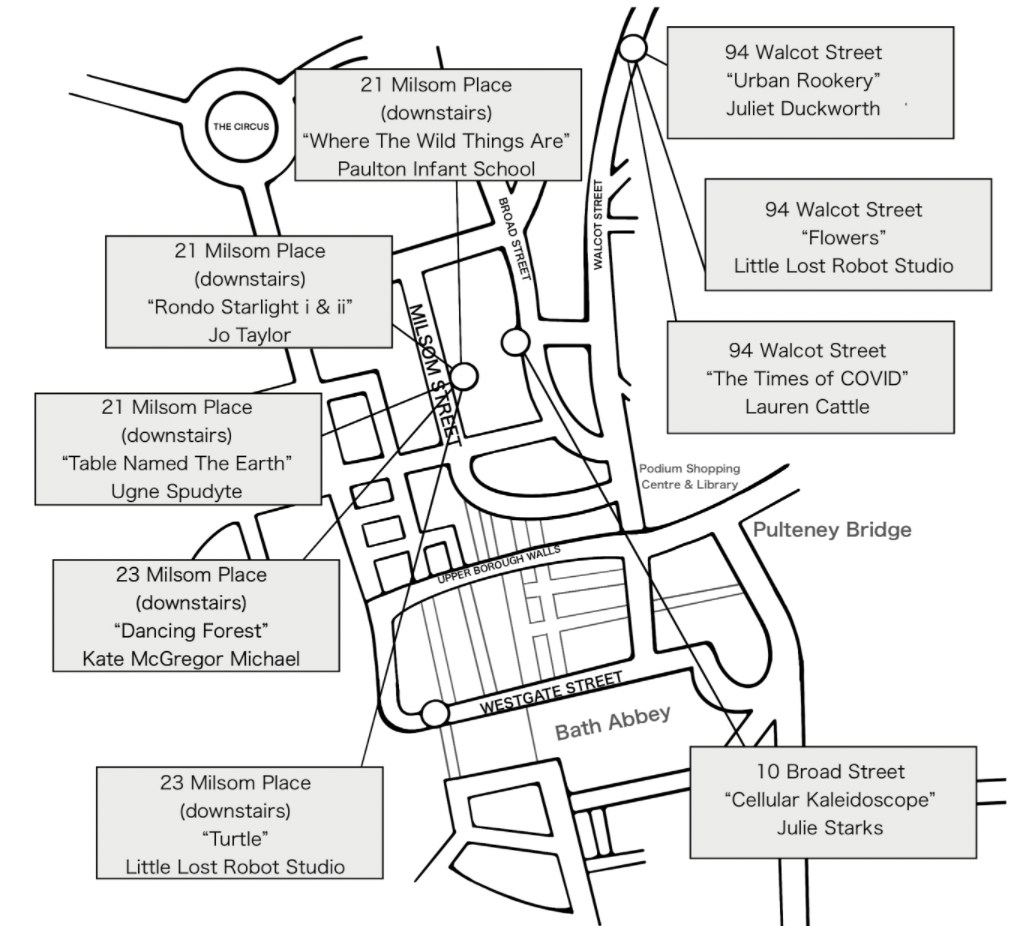 94 Walcot Street
“Urban Rookery”
Juliet Duckworth
21 Milsom Place
(downstairs)
“Where The Wild Things Are”
Paulton Infant School
THE CIRCUS
94 Walcot Street
“Flowers”
Little Lost Robot Studio
BROAD STREET
WALCOT STREET
21 Milsom Place
(downstairs)
“Rondo Starlight i & ii”
Jo Taylor
MILSOM STREET
94 Walcot Street
“The Times of COVID”
Lauren Cattle
21 Milsom Place
(downstairs)
“Table Named The Earth”
Ugne Spudyte
Podium Shopping
Centre & Library
Pulteney Bridge
UPPER BOROUGH WALLS
23 Milsom Place
(downstairs)
“Dancing Forest”
Kate McGregor Michael
WESTGATE STREET
Bath Abbey
23 Milsom Place
(downstairs)
“Turtle”
Little Lost Robot Studio
10 Broad Street
“Cellular Kaleidoscope”
Julie Starks